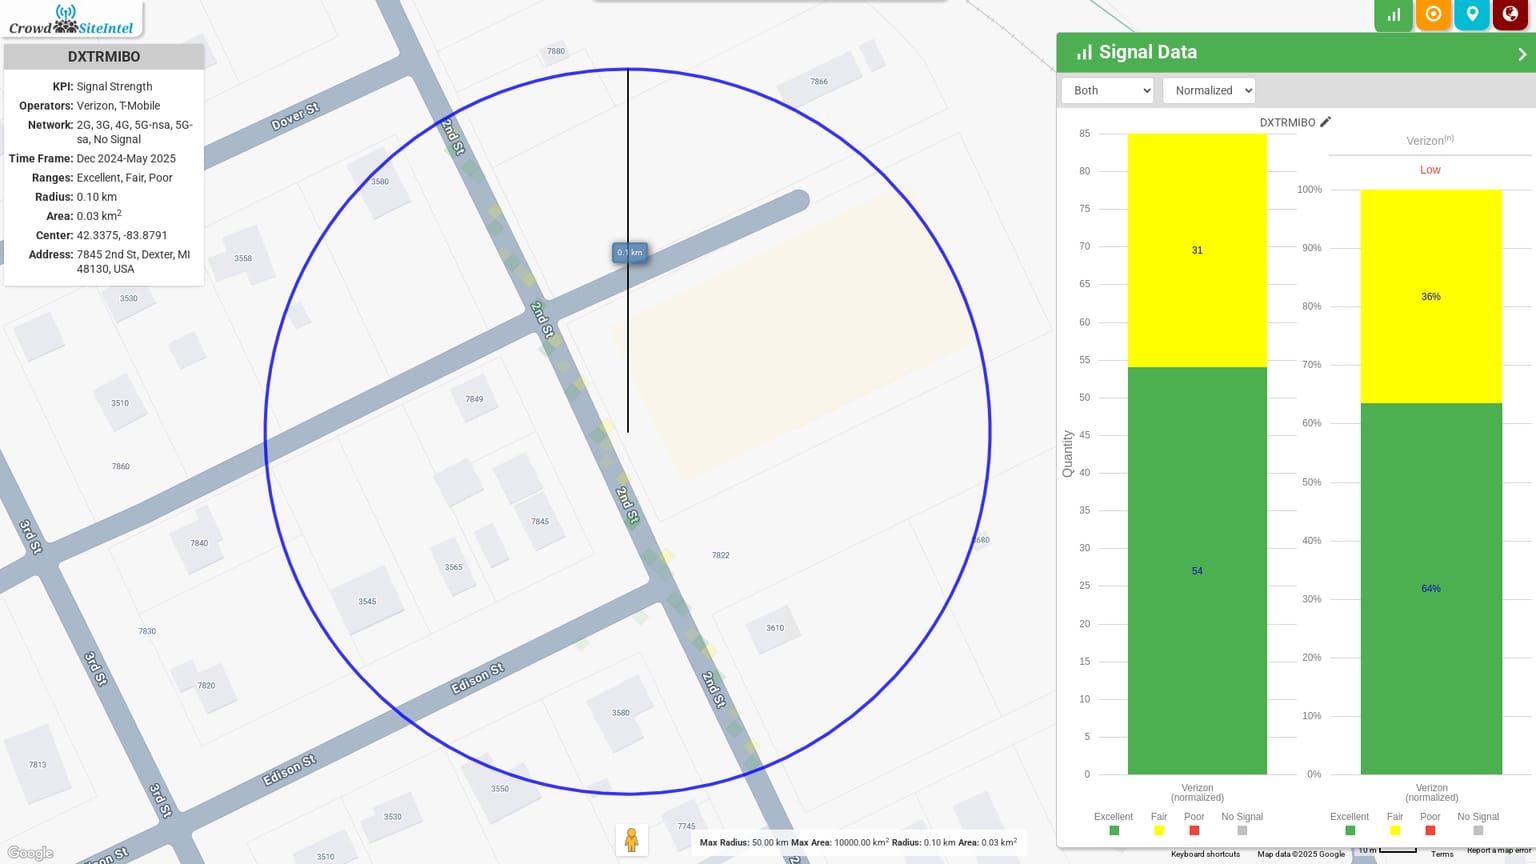 Crowd SiteIntel
DXTRMIBO
KPI: Signal Strength
Operators: Verizon, T-Mobile
Network: 2G, 3G, 4G, 5G-nsa, 5G-
sa, No Signal
Time Frame: Dec 2024-May 2025
Ranges: Excellent, Fair, Poor
Radius: 0.10 km
Area: 0.03 km²
Center: 42.3375, -83.8791
Address: 7845 2nd St, Dexter, MI
48130, USA
7880
7866
Dover St
2nd St
3580
3558
0.1 km
3530
2nd St
3510
7849
7860
2nd St
3rd St
7840
7845
7822
3680
3565
3545
7830
3610
3rd St
Edison St
7820
2nd St
3580
7813
Edison St
3550
3rd St
3530
7745
3510
son St
2
Google
Max Radius: 50.00 km Max Area: 10000.00 km² Radius: 0.10 km Area: 0.03 km²
Signal Data
Both
Normalized
DXTRMIBO
85
80
75
70
65
60
55
50
45
40
35
30
25
20
15
10
5
0
Quantity
31
54
Verizon
(normalized)
Excellent Fair Poor No Signal
Verizon(n)
Low
100%
90%
80%
70%
60%
50%
40%
30%
20%
10%
0%
36%
64%
Verizon
(normalized)
Excellent Fair Poor No Signal
Keyboard shortcuts
Map data ©2025 Google
10 m
Terms
Report a map error